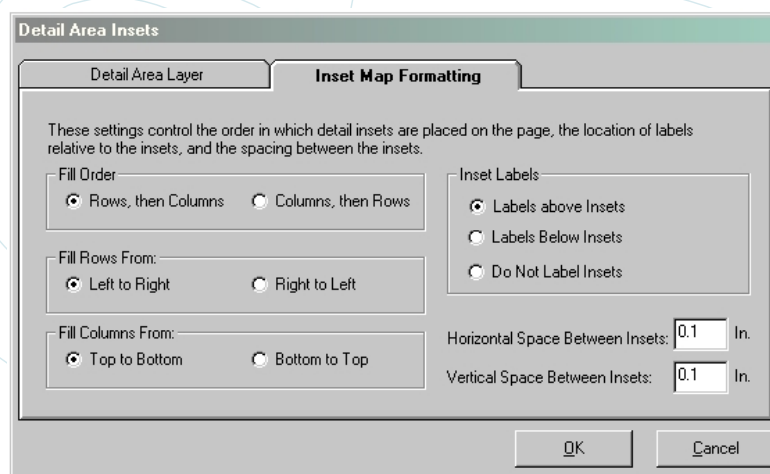 Detail Area Insets
Detail Area Layer
Inset Map Formatting
These settings control the order in which detail insets are placed on the page, the location of labels
relative to the insets, and the spacing between the insets.
Fill Order
Rows, then Columns
Columns, then Rows
Fill Rows From:
Left to Right
Right to Left
Fill Columns From:
Top to Bottom
Bottom to Top
Inset Labels
Labels above Insets
Labels Below Insets
Do Not Label Insets
Horizontal Space Between Insets: 0.1 In.
Vertical Space Between Insets: 0.1 In.
OK
Cancel